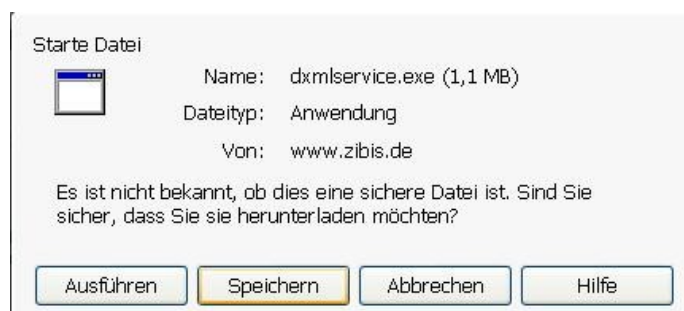 Starte Datei
Name: dxmlservice.exe (1,1 MB)
Dateityp: Anwendung
Von: www.zibis.de
Es ist nicht bekannt, ob dies eine sichere Datei ist. Sind Sie
sicher, dass Sie sie herunterladen möchten?
Ausführen Speichern Abbrechen Hilfe